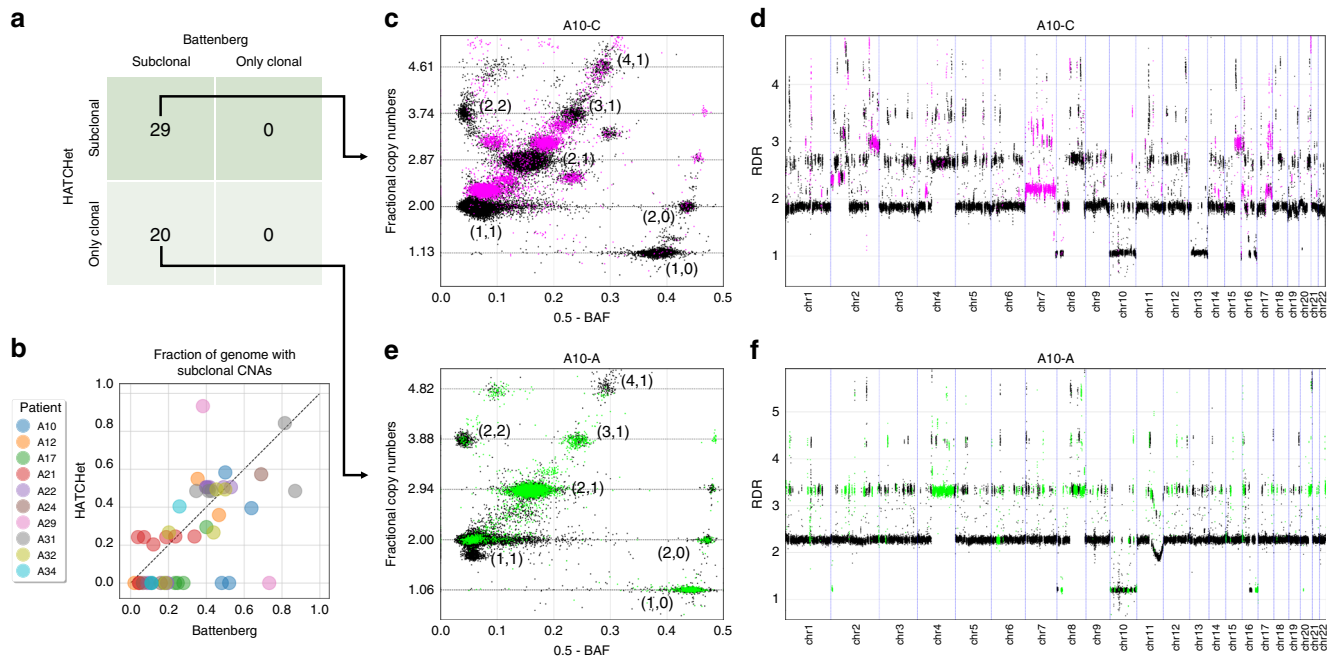 a
Battenberg
Subclonal Only clonal
HATCHet
Subclonal
29 0
Only clonal
20 0
b
Fraction of genome with
subclonal CNAs
Patient
A10
A12
A17
A21
A22
A24
A29
A31
A32
A34
HATCHet
1.0
0.8
0.6
0.4
0.2
0.0
0.0 0.2 0.4 0.6 0.8 1.0
Battenberg
c
A10-C
Fractional copy numbers
4.61
3.74
2.87
2.00
1.13
(4,1)
(2,2)
(3,1)
(2,1)
(2,0)
(1,1)
(1,0)
0.0 0.1 0.2 0.3 0.4 0.5
0.5 - BAF
d
A10-C
RDR
4
3
2
1
chr1 chr2 chr3 chr4 chr5 chr6 chr7 chr8 chr9 chr10 chr11 chr12 chr13 chr14 chr15 chr16 chr17 chr18 chr19 chr20 chr21 chr22
e
A10-A
Fractional copy numbers
4.82
3.88
2.94
2.00
1.06
(4,1)
(2,2)
(3,1)
(2,1)
(2,0)
(1,1)
(1,0)
0.0 0.1 0.2 0.3 0.4 0.5
0.5 - BAF
f
A10-A
RDR
5
4
3
2
1
chr1 chr2 chr3 chr4 chr5 chr6 chr7 chr8 chr9 chr10 chr11 chr12 chr13 chr14 chr15 chr16 chr17 chr18 chr19 chr20 chr21 chr22